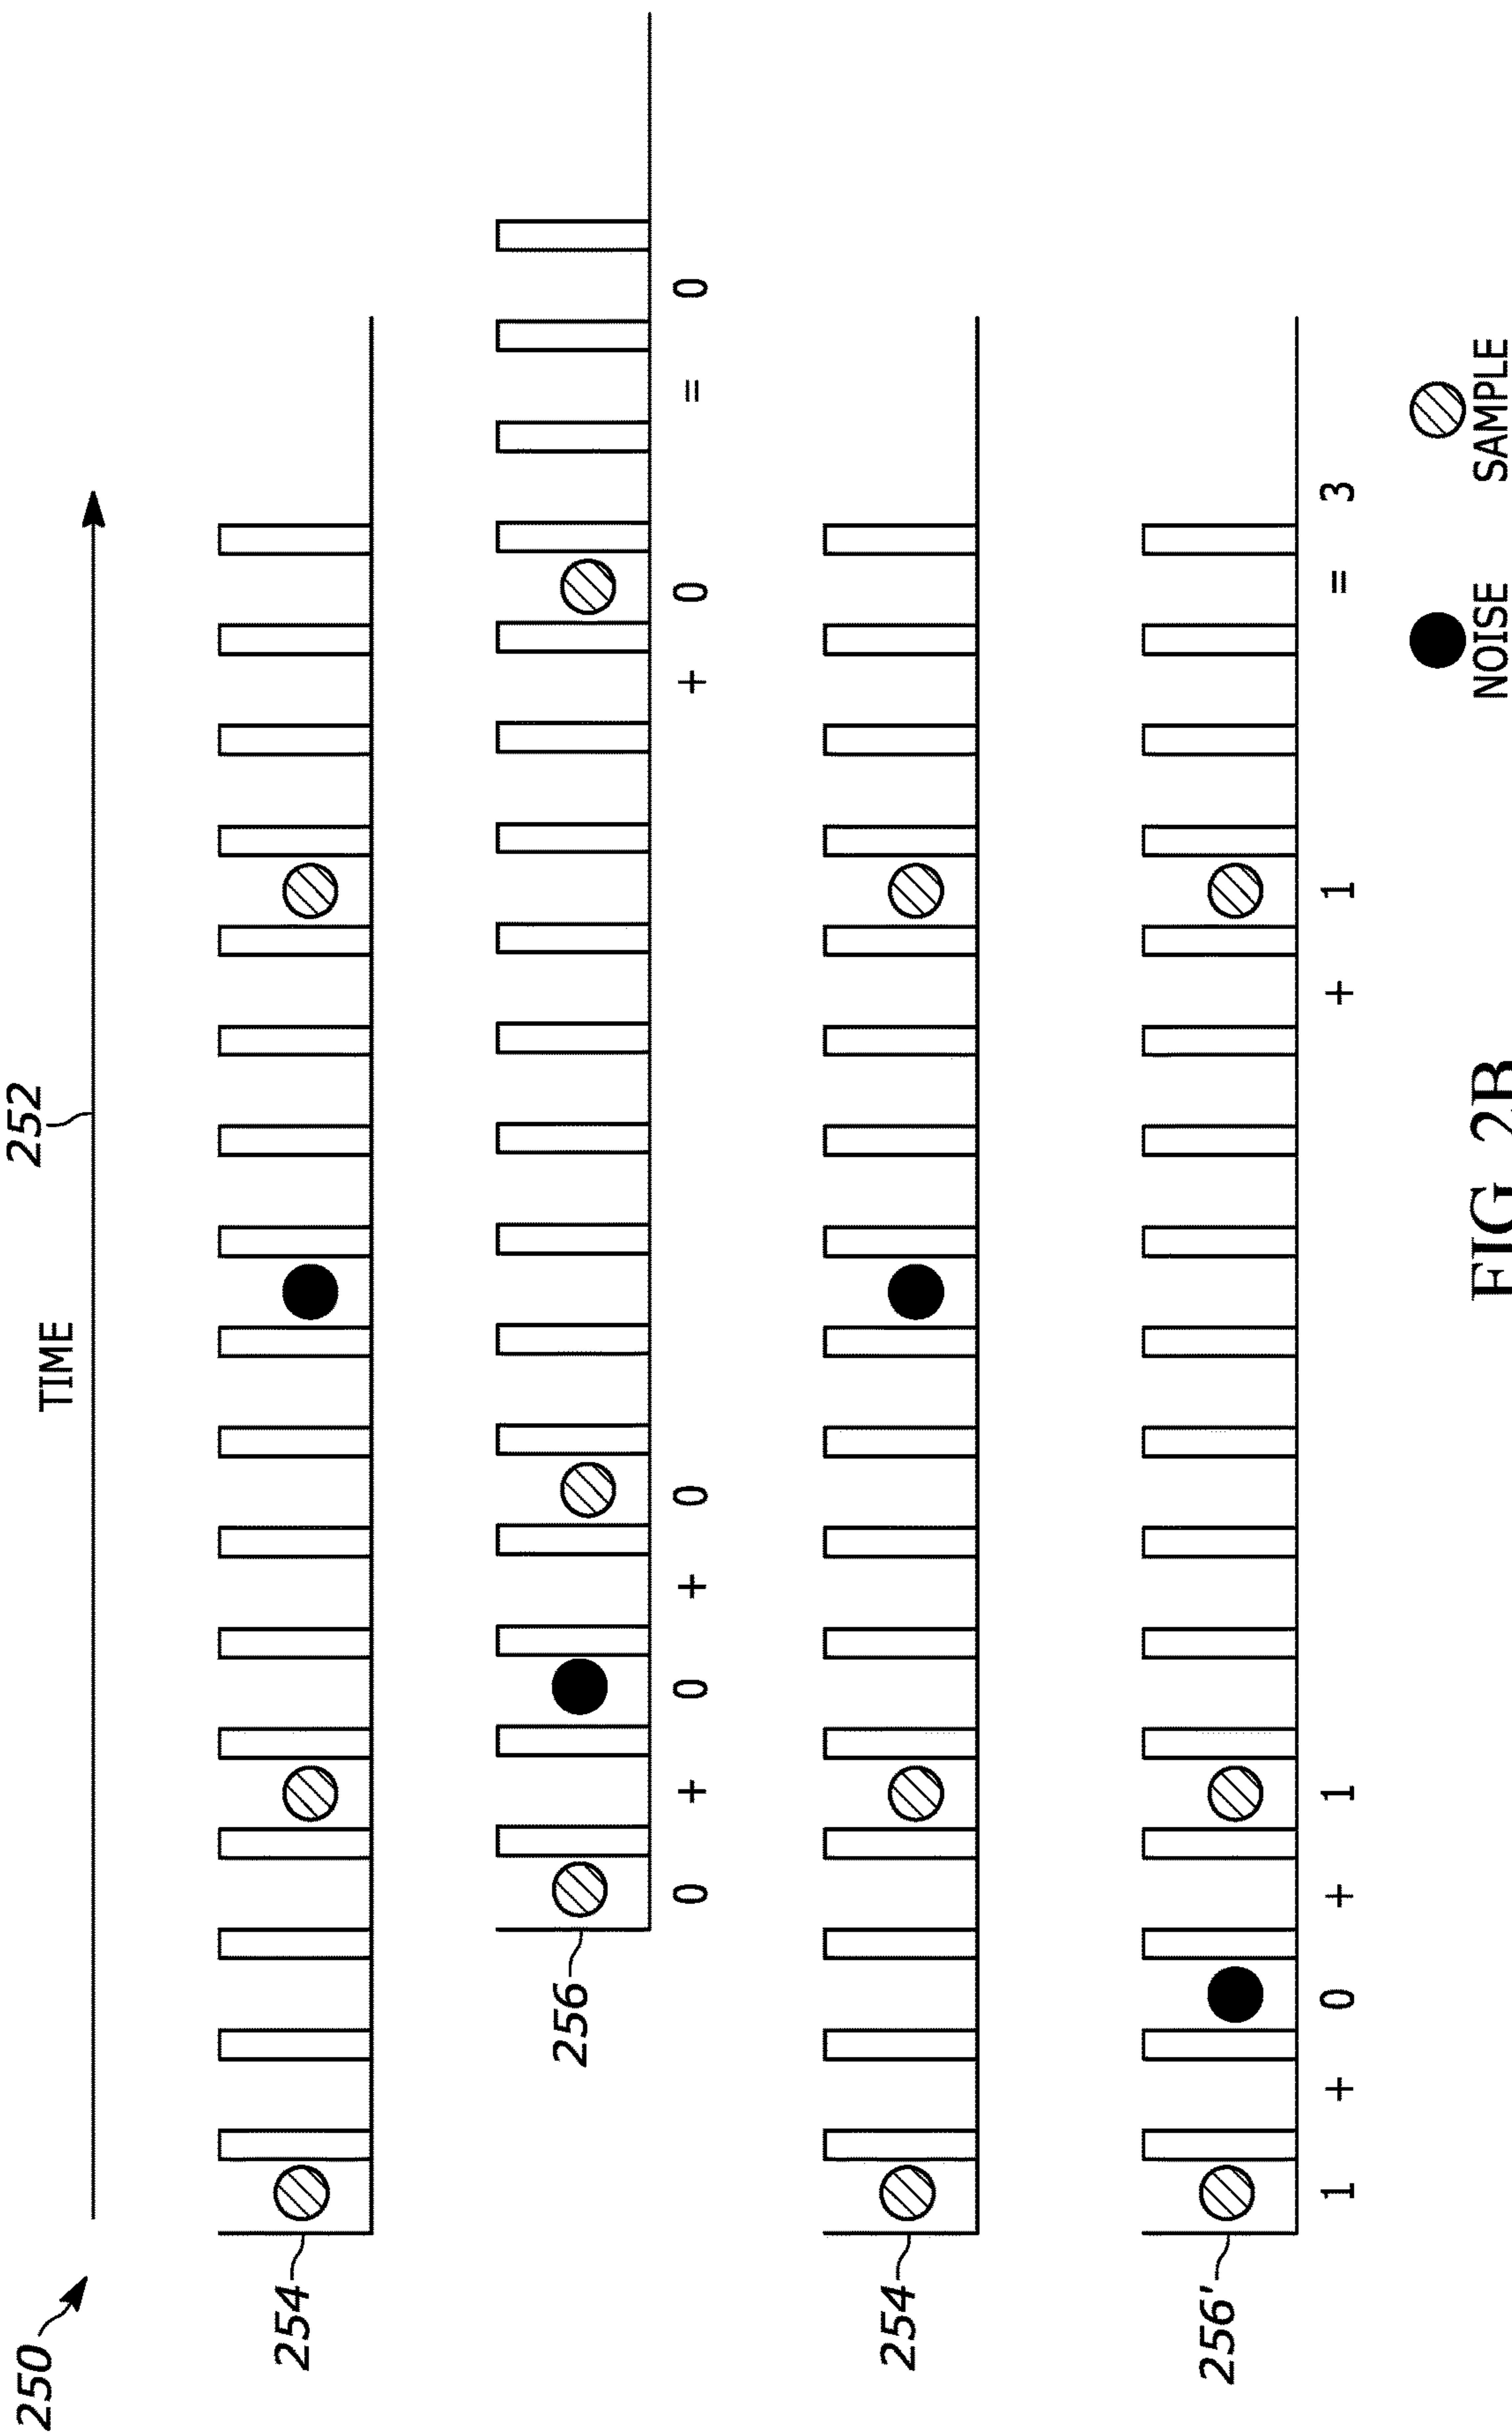 250
252
TIME
254
256
0 + 0 + 0 + 0 = 0
254
256'
1 + 0 + 1 + 1 = 3
NOISE
SAMPLE
FIG. 2B